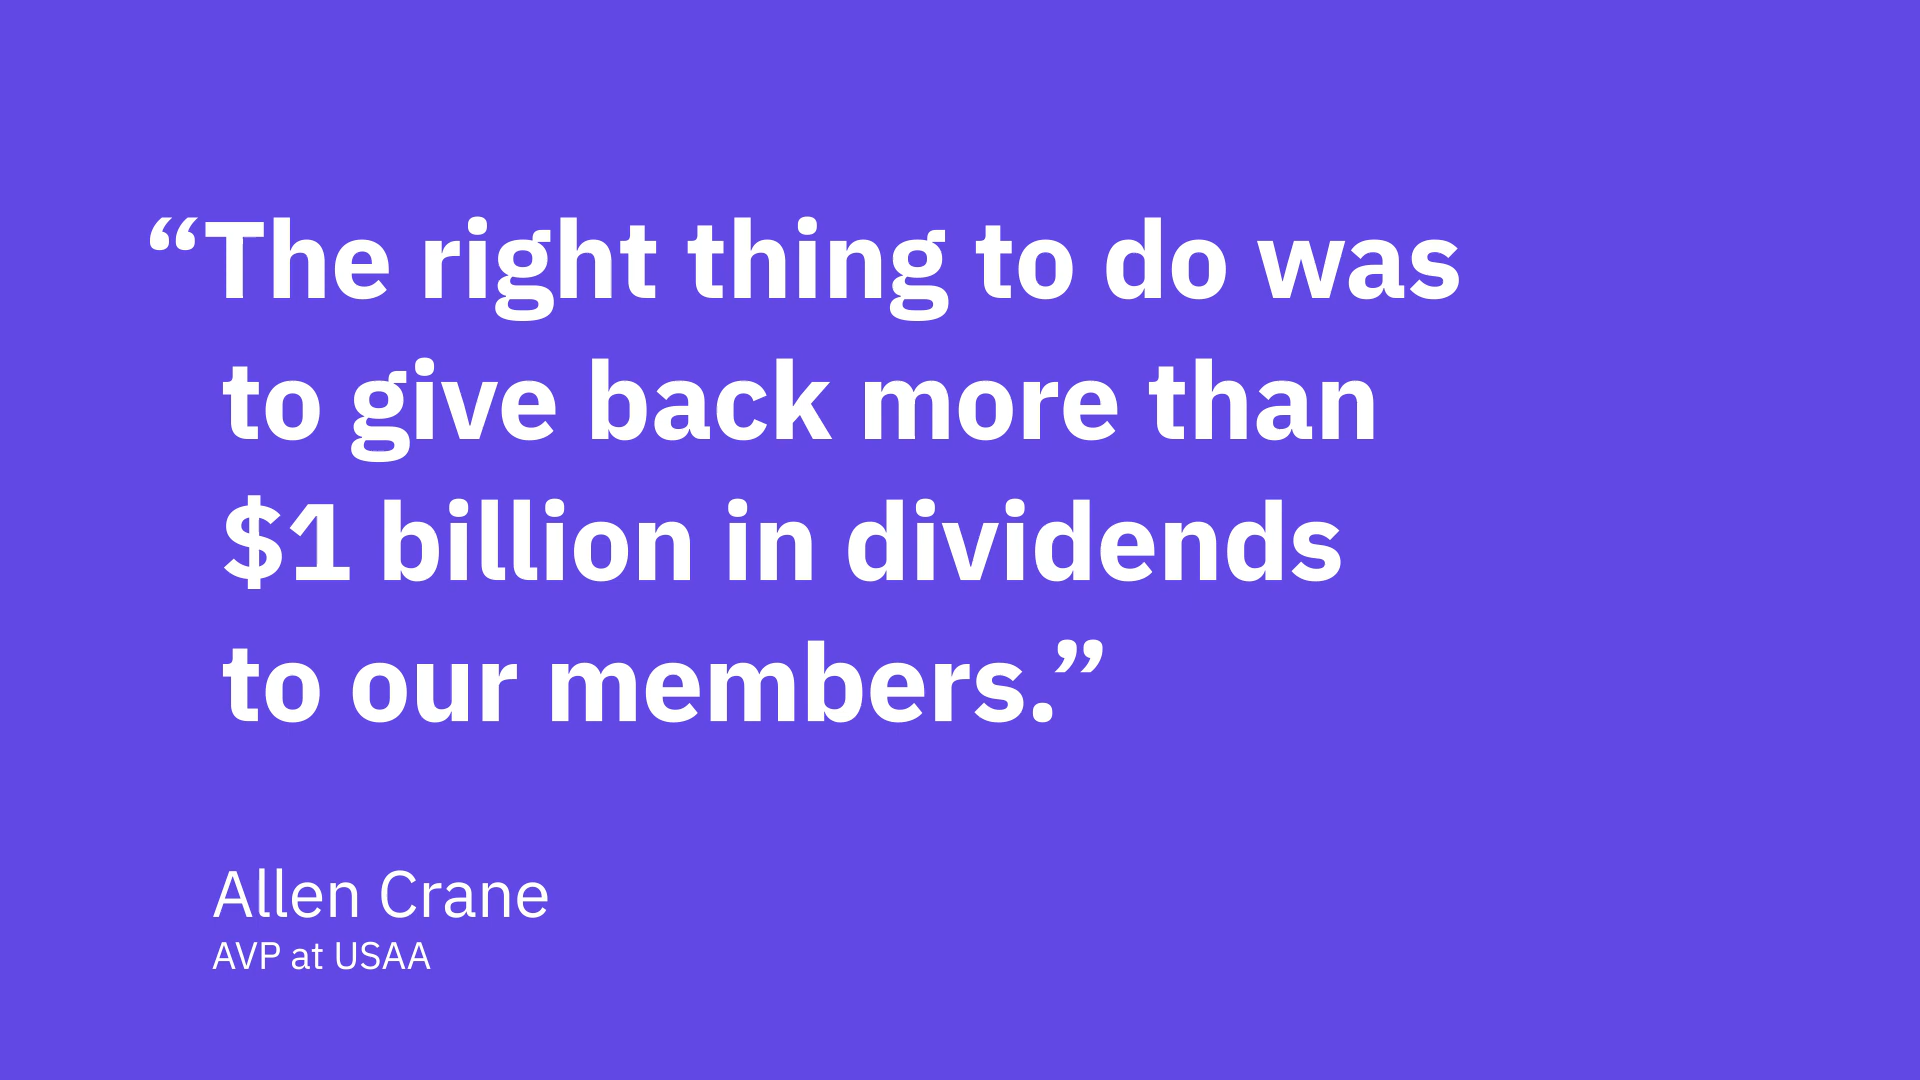 “The right thing to do was
to give back more than
$1 billion in dividends
to our members.”
Allen Crane
AVP at USAA